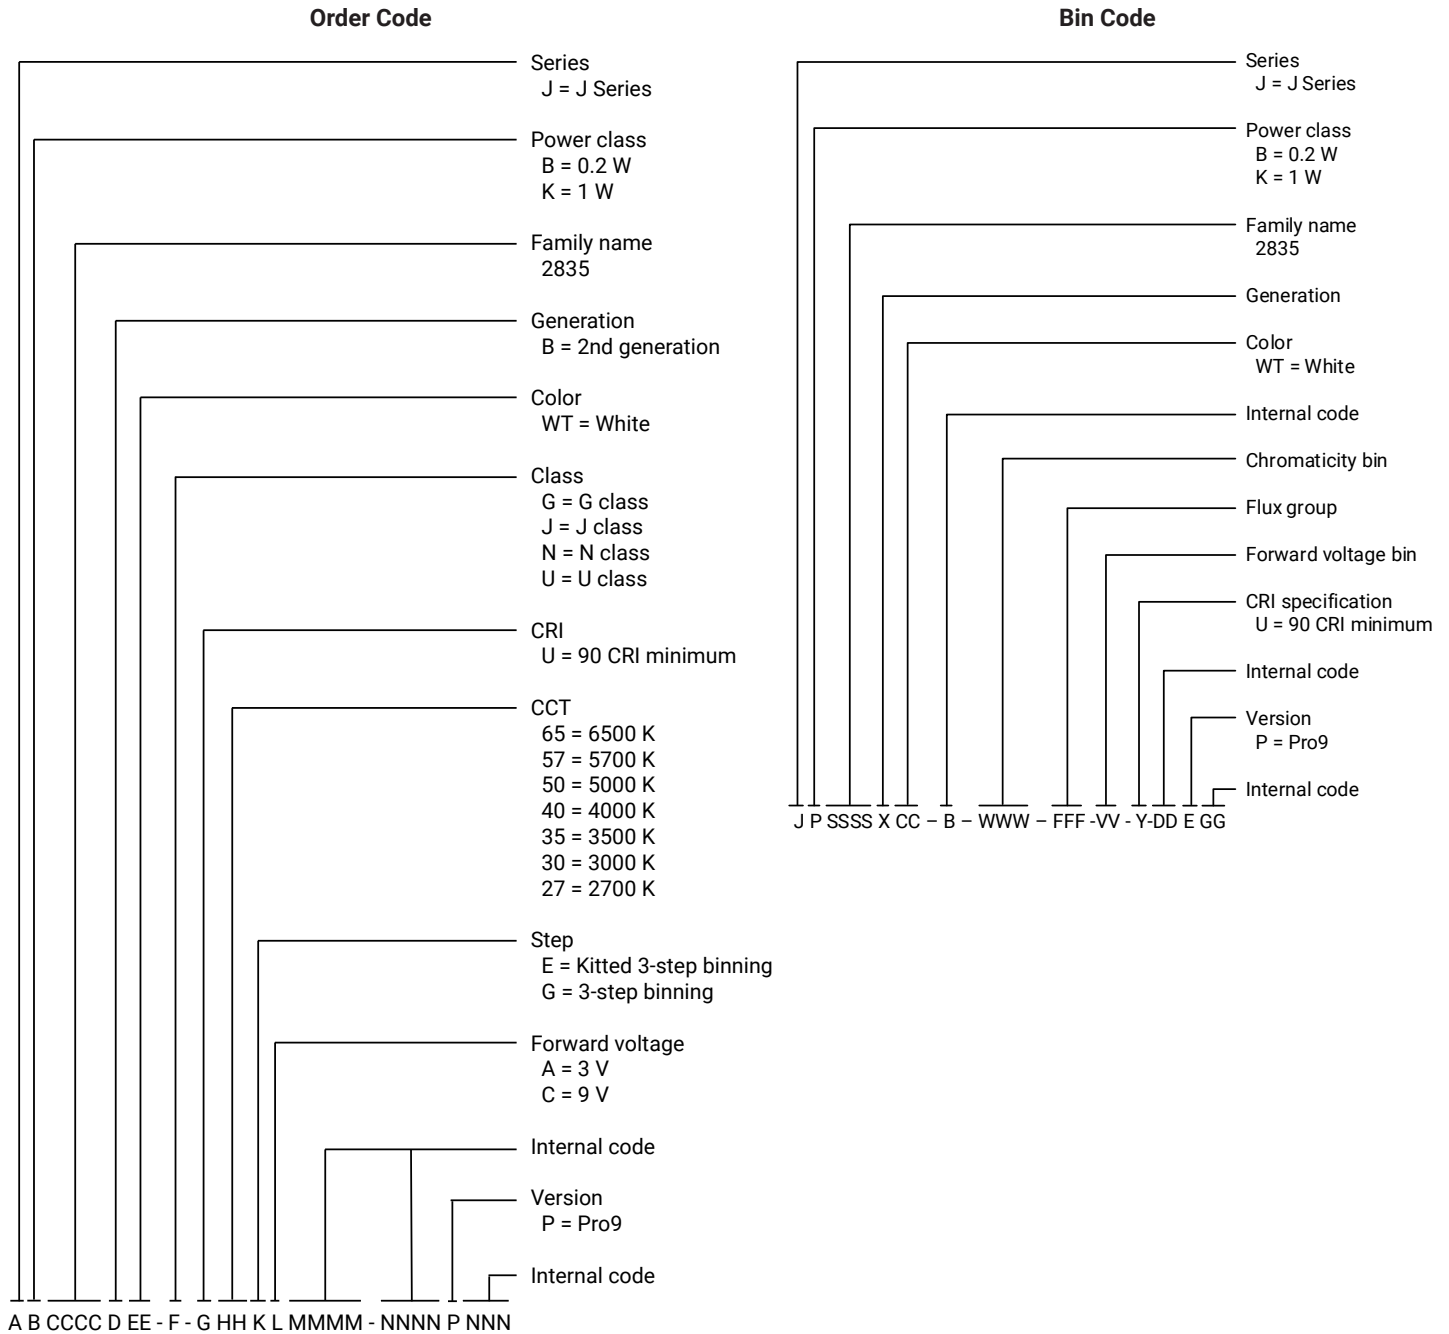 Order Code
Series
J = J Series
Power class
B = 0.2 W
K = 1 W
Family name
2835
Generation
B = 2nd generation
Color
WT = White
Class
G = G class
J = J class
N = N class
U = U class
CRI
U = 90 CRI minimum
CCT
65 = 6500 K
57 = 5700 K
50 = 5000 K
40 = 4000 K
35 = 3500 K
30 = 3000 K
27 = 2700 K
Step
E = Kitted 3-step binning
G = 3-step binning
Forward voltage
A = 3 V
C = 9 V
Internal code
Version
P = Pro9
Internal code
A B CCCC D EE - F - G HH K L MMMM - NNNN P NNN
Bin Code
Series
J = J Series
Power class
B = 0.2 W
K = 1 W
Family name
2835
Generation
Color
WT = White
Internal code
Chromaticity bin
Flux group
Forward voltage bin
CRI specification
U = 90 CRI minimum
Internal code
Version
P = Pro9
Internal code
J P SSSS X CC – B – WWW – FFF -VV - Y-DD E GG